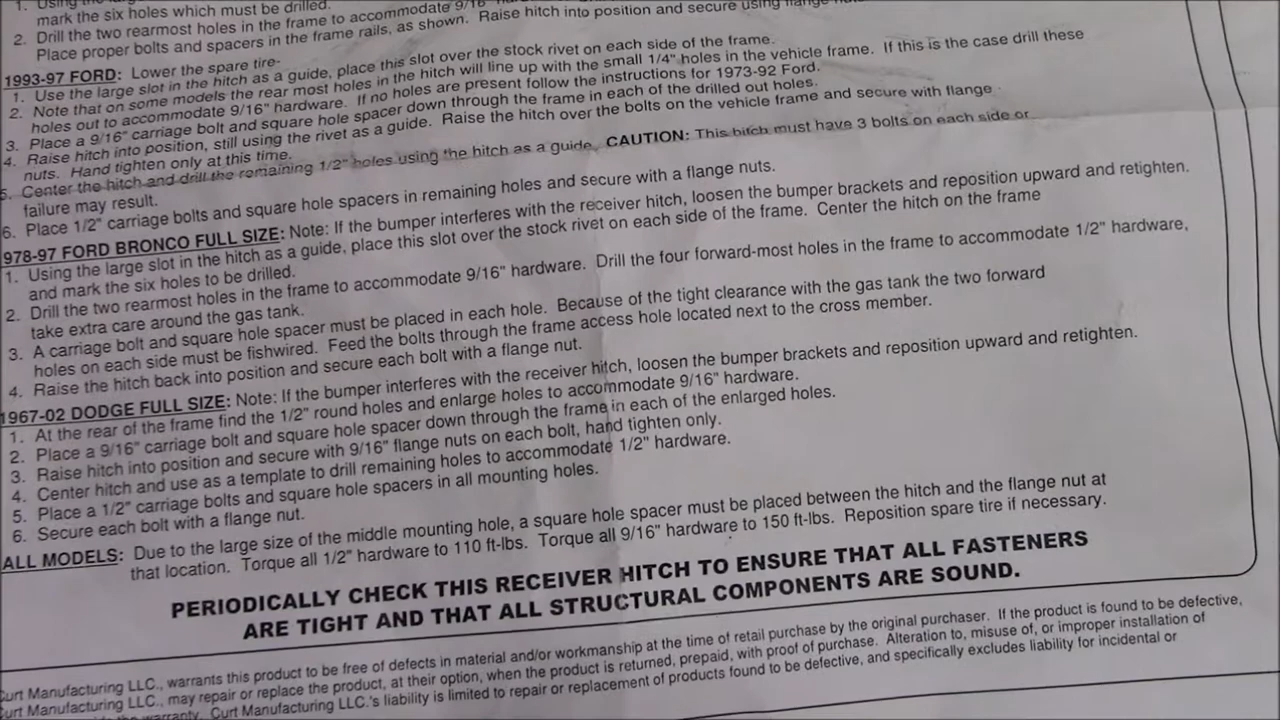 1. Using the
mark the six holes which must be drilled.
2. Drill the two rearmost holes in the frame to accommodate 9/16"
Place proper bolts and spacers in the frame rails, as shown. Raise hitch into position and secure using flange
1993-97 FORD: Lower the spare tire-
1. Use the large slot in the hitch as a guide, place this slot over the stock rivet on each side of the frame.
2. Note that on some models the rear most holes in the hitch will line up with the small 1/4" holes in the vehicle frame. If this is the case drill these
holes out to accommodate 9/16" hardware. If no holes are present follow the instructions for 1973-92 Ford.
3. Place a 9/16" carriage bolt and square hole spacer down through the frame in each of the drilled out holes.
4. Raise hitch into position, still using the rivet as a guide. Raise the hitch over the bolts on the vehicle frame and secure with flange
nuts. Hand tighten only at this time.
5. Center the hitch and drill the remaining 1/2" holes using the hitch as a guide. CAUTION: This hitch must have 3 bolts on each side or
failure may result.
6. Place 1/2" carriage bolts and square hole spacers in remaining holes and secure with a flange nuts.
978-97 FORD BRONCO FULL SIZE: Note: If the bumper interferes with the receiver hitch, loosen the bumper brackets and reposition upward and retighten.
1. Using the large slot in the hitch as a guide, place this slot over the stock rivet on each side of the frame. Center the hitch on the frame
and mark the six holes to be drilled.
2. Drill the two rearmost holes in the frame to accommodate 9/16" hardware. Drill the four forward-most holes in the frame to accommodate 1/2" hardware,
take extra care around the gas tank.
3. A carriage bolt and square hole spacer must be placed in each hole. Because of the tight clearance with the gas tank the two forward
holes on each side must be fishwired. Feed the bolts through the frame access hole located next to the cross member.
4. Raise the hitch back into position and secure each bolt with a flange nut.
1967-02 DODGE FULL SIZE: Note: If the bumper interferes with the receiver hitch, loosen the bumper brackets and reposition upward and retighten.
1. At the rear of the frame find the 1/2" round holes and enlarge holes to accommodate 9/16" hardware.
2. Place a 9/16" carriage bolt and square hole spacer down through the frame in each of the enlarged holes.
3. Raise hitch into position and secure with 9/16" flange nuts on each bolt, hand tighten only.
4. Center hitch and use as a template to drill remaining holes to accommodate 1/2" hardware.
5. Place a 1/2" carriage bolts and square hole spacers in all mounting holes.
6. Secure each bolt with a flange nut.
ALL MODELS: Due to the large size of the middle mounting hole, a square hole spacer must be placed between the hitch and the flange nut at
that location. Torque all 1/2" hardware to 110 ft-lbs. Torque all 9/16" hardware to 150 ft-lbs. Reposition spare tire if necessary.
PERIODICALLY CHECK THIS RECEIVER HITCH TO ENSURE THAT ALL FASTENERS
ARE TIGHT AND THAT ALL STRUCTURAL COMPONENTS ARE SOUND.
Curt Manufacturing LLC., warrants this product to be free of defects in material and/or workmanship at the time of retail purchase by the original purchaser. If the product is found to be defective,
Curt Manufacturing LLC., may repair or replace the product, at their option, when the product is returned, prepaid, with proof of purchase. Alteration to, misuse of, or improper installation of
the warranty. Curt Manufacturing LLC.'s liability is limited to repair or replacement of products found to be defective, and specifically excludes liability for incidental or